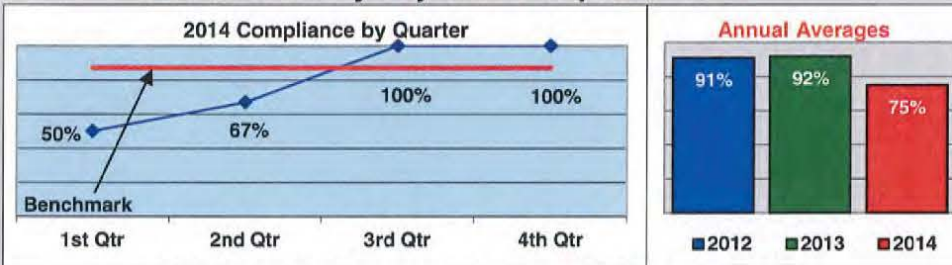 2014 Compliance by Quarter
50%
67%
100%
100%
Benchmark
1st Qtr 2nd Qtr 3rd Qtr 4th Qtr
Annual Averages
91%
92%
75%
2012 2013 2014